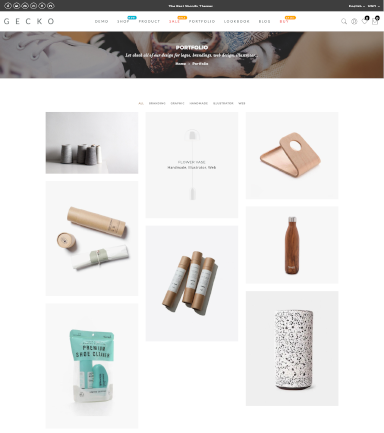 The Best Shopify Themes
English
USD
GECKO
DEMO SHOP PRODUCT SALE PORTFOLIO LOOKBOOK BLOG BUY
PORTFOLIO
Let check all of our design for logos, brandings, web design, illustrator...
Home Portfolio
ALL BRANDING GRAPHIC HANDMADE ILLUSTRATOR WEB
FLOWER VASE
Handmade, Illustrator, Web
PREMIUM
SHOE CLEANER